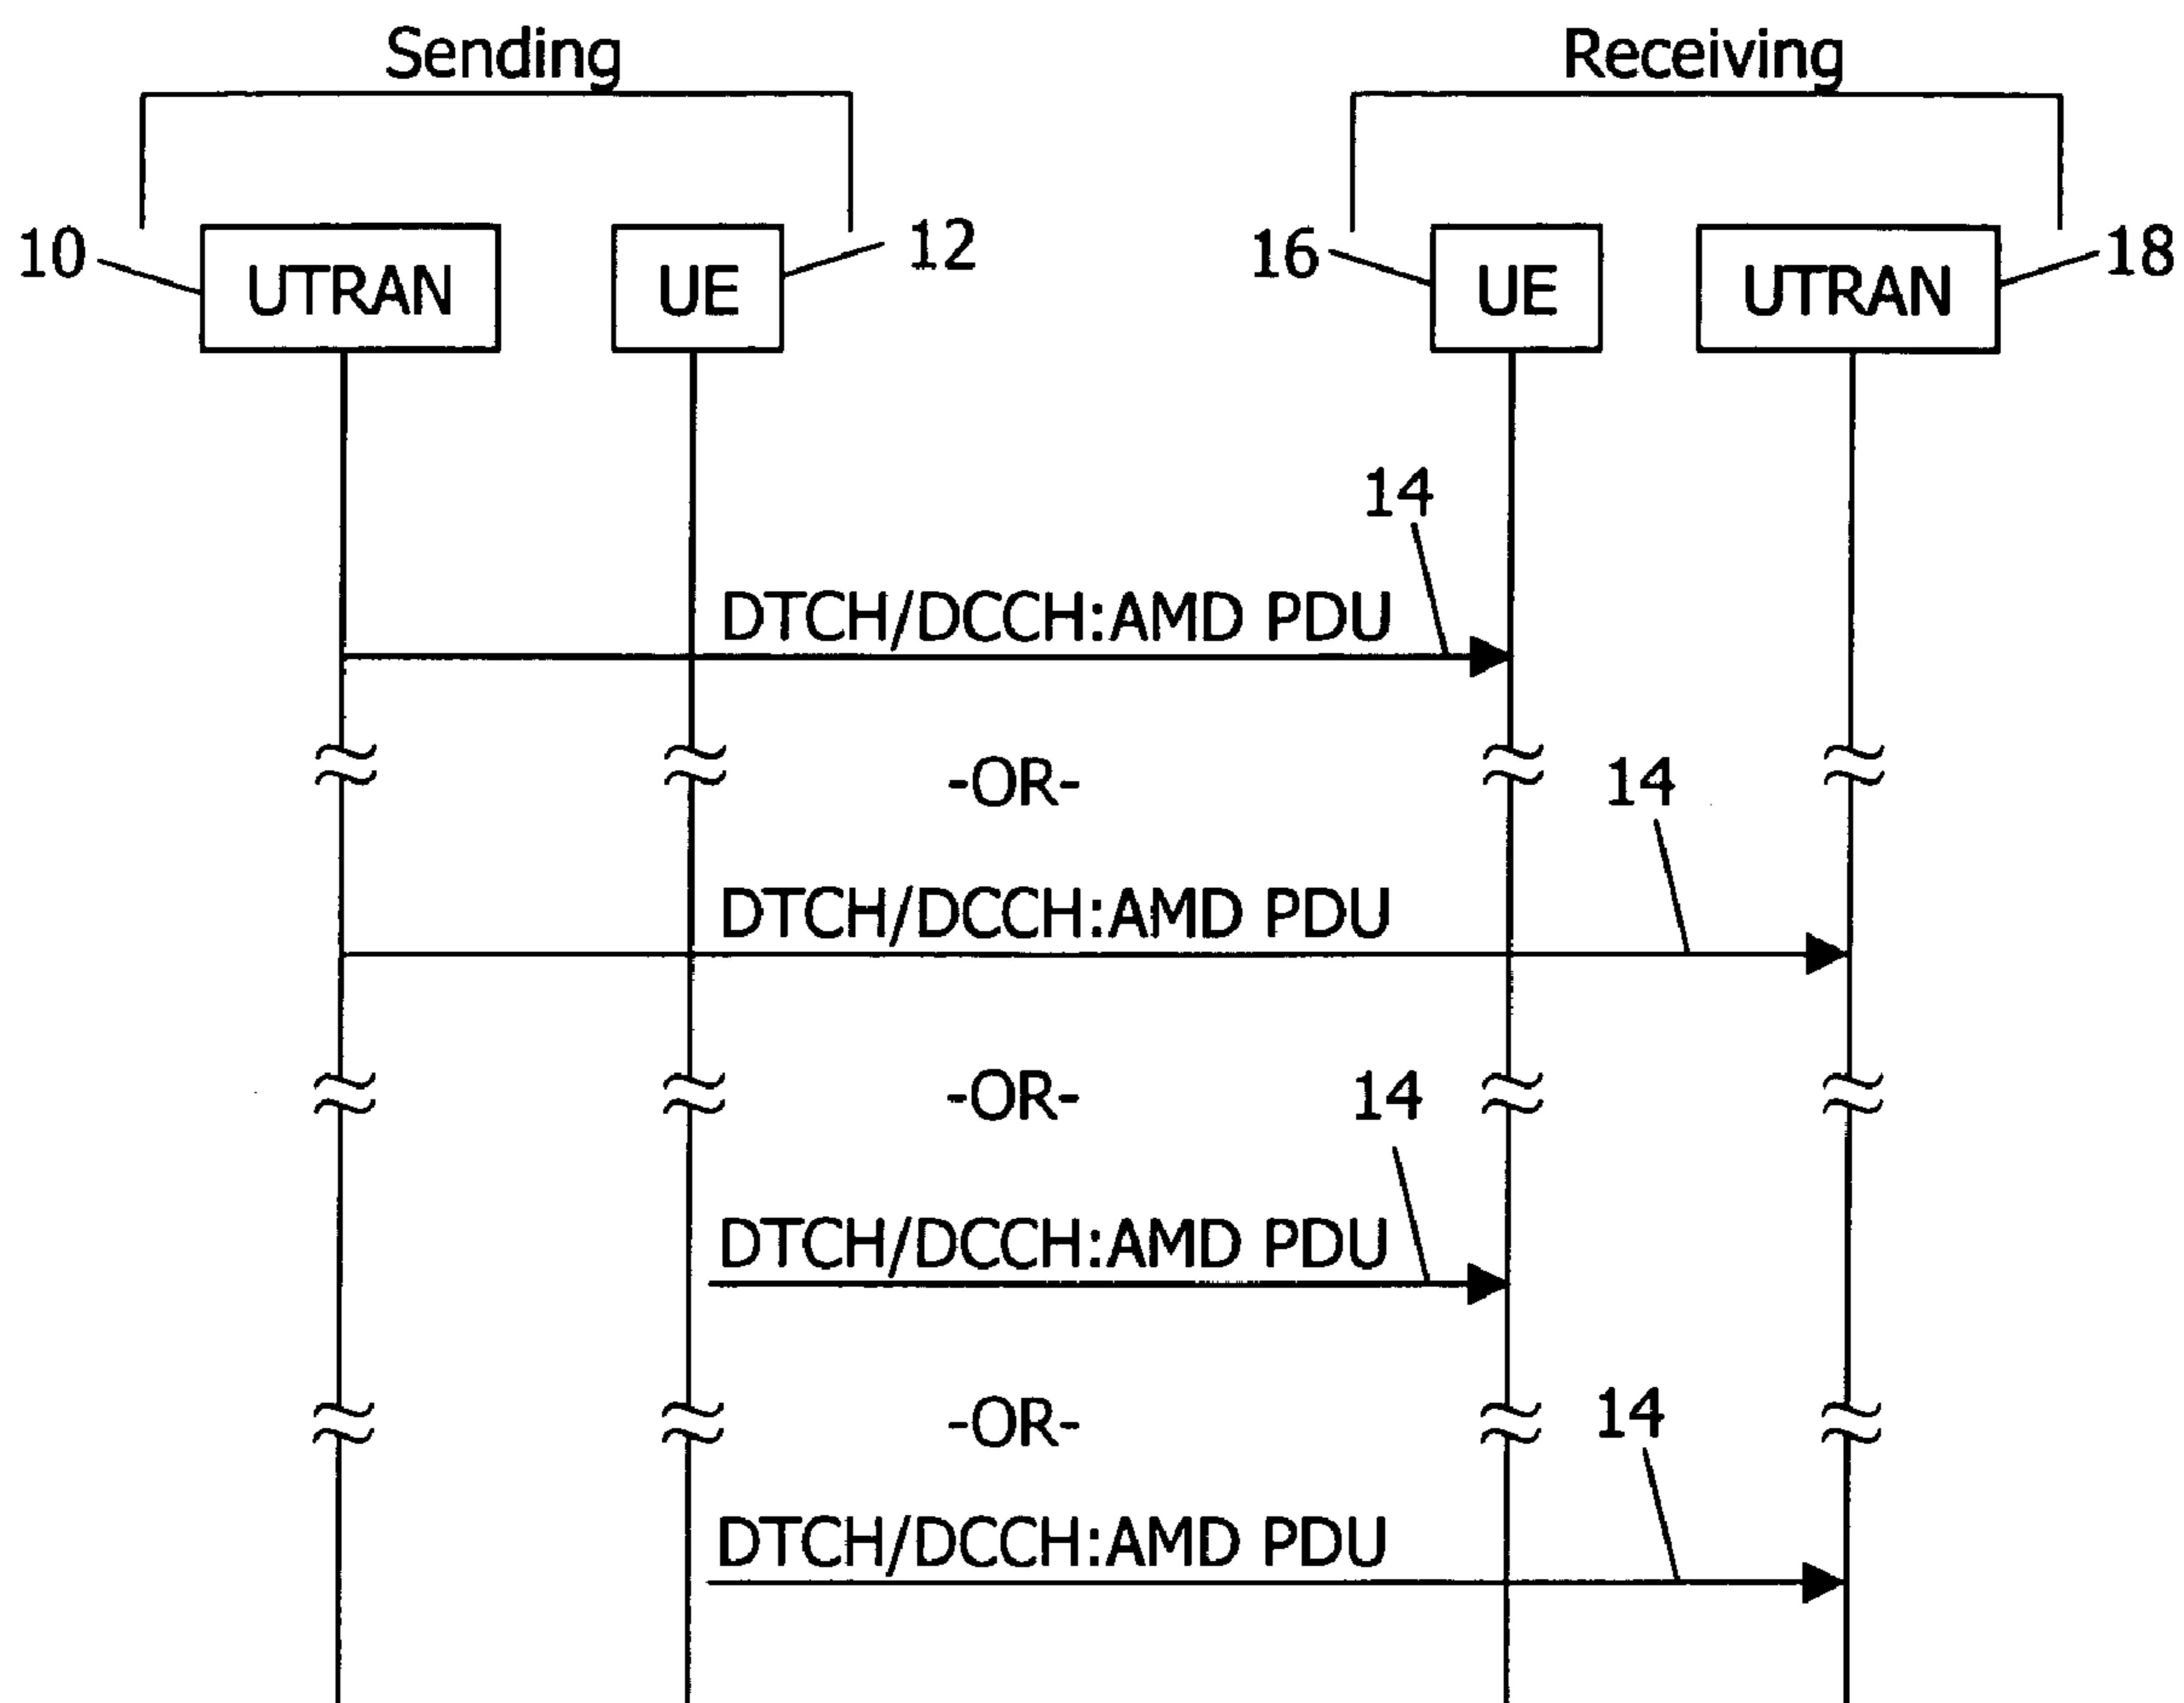 Sending
Receiving
10
UTRAN
UE
12
16
UE
UTRAN
18
14
DTCH/DCCH:AMD PDU
-OR-
14
DTCH/DCCH:AMD PDU
-OR-
14
DTCH/DCCH:AMD PDU
-OR-
14
DTCH/DCCH:AMD PDU